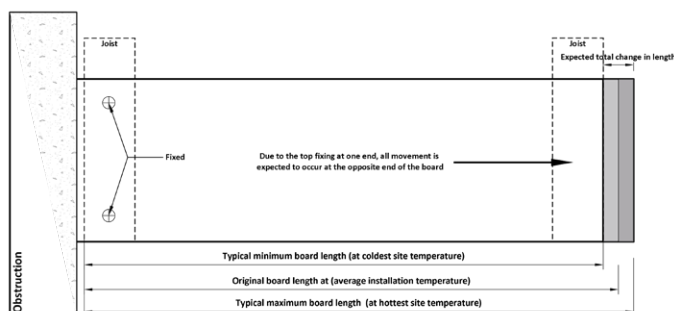 Joist
Joist
Expected total change in length
Fixed
Due to the top fixing at one end, all movement is
expected to occur at the opposite end of the board
Typical minimum board length (at coldest site temperature)
Original board length at (average installation temperature)
Typical maximum board length (at hottest site temperature)
Obstruction